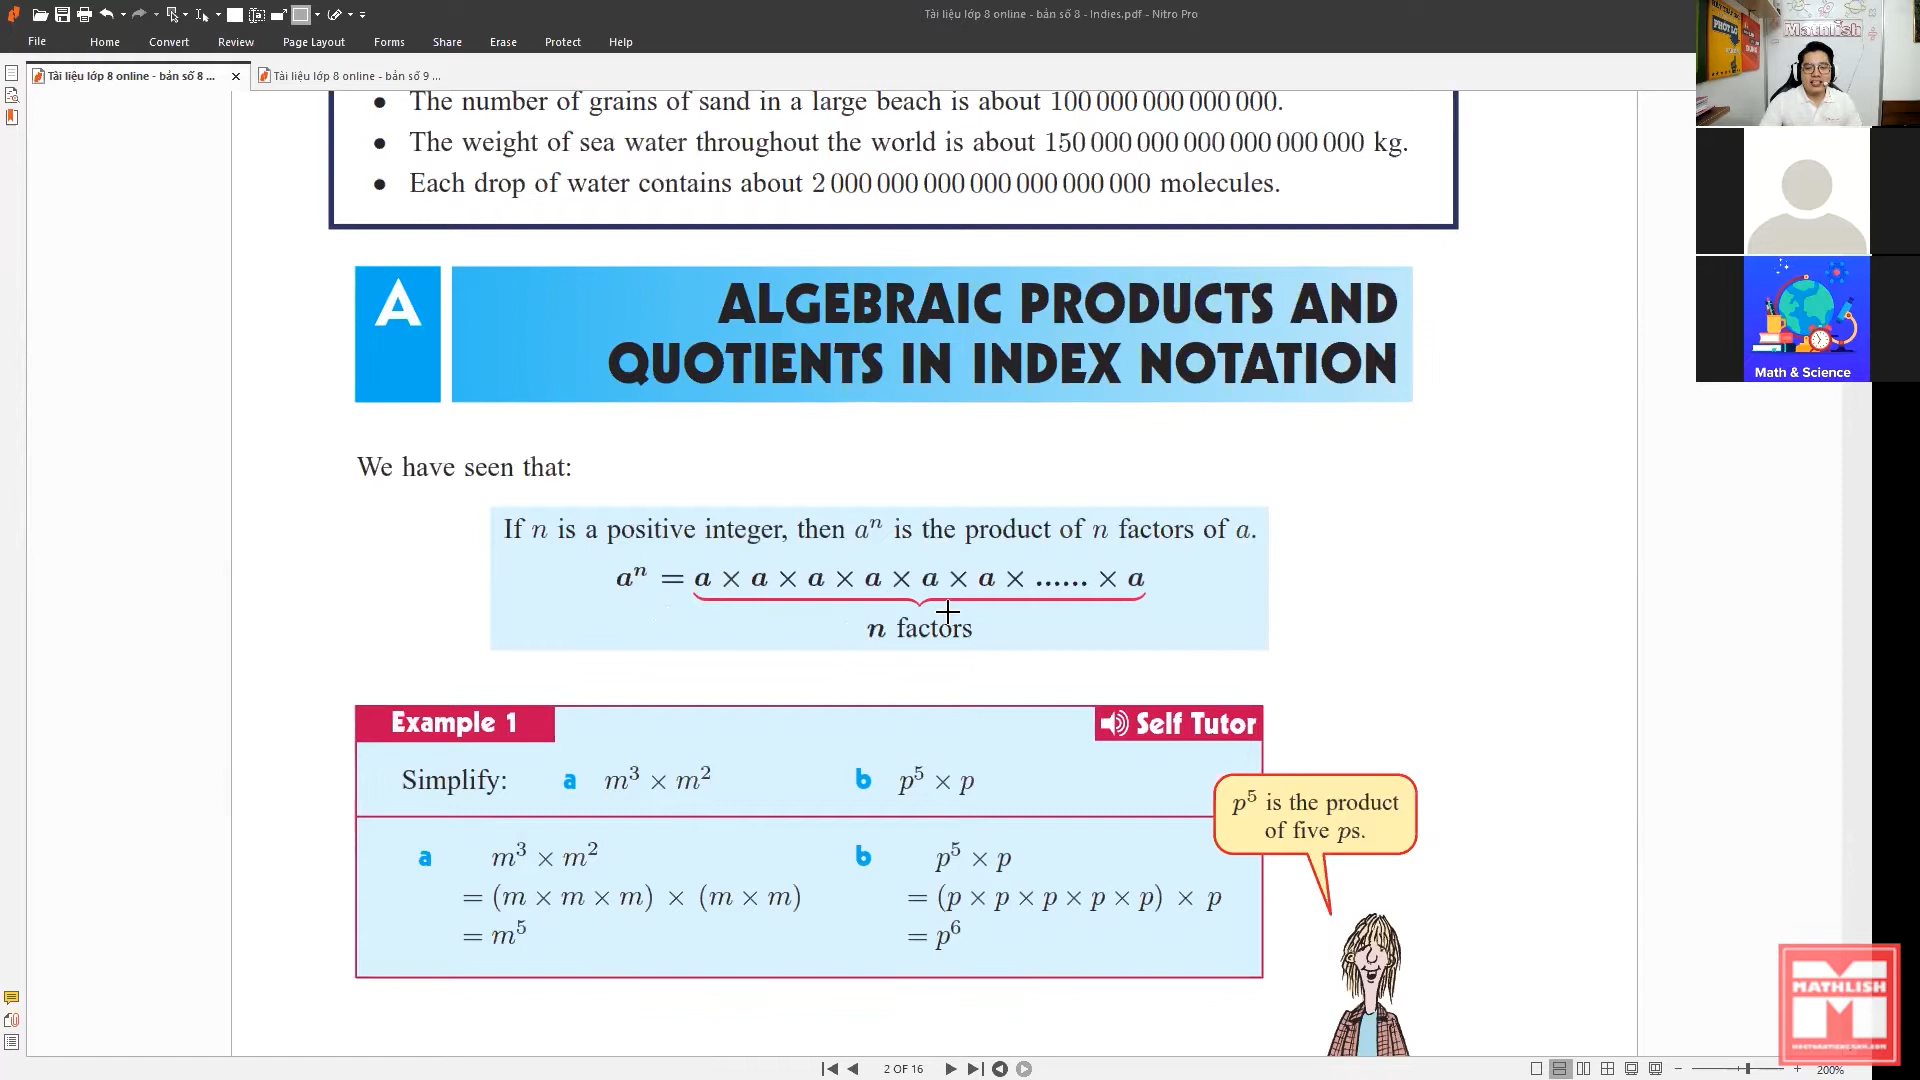 Tài liệu lớp 8 online - bản số 8 - Indies.pdf - Nitro Pro
File Home Convert Review Page Layout Forms Share Erase Protect Help
Tài liệu lớp 8 online - bản số 8 ... × Tài liệu lớp 8 online - bản số 9 ...
• The number of grains of sand in a large beach is about 100 000 000 000 000.
• The weight of sea water throughout the world is about 150 000 000 000 000 000 000 kg.
• Each drop of water contains about 2 000 000 000 000 000 000 000 molecules.
A
ALGEBRAIC PRODUCTS AND
QUOTIENTS IN INDEX NOTATION
We have seen that:
If n is a positive integer, then aⁿ is the product of n factors of a.
aⁿ = a × a × a × a × a × a × ...... × a
n factors
Example 1
Self Tutor
Simplify: a m³ × m² b p⁵ × p
a m³ × m²
= (m × m × m) × (m × m)
= m⁵
b p⁵ × p
= (p × p × p × p × p) × p
= p⁶
p⁵ is the product
of five ps.
Mathlish
Math & Science
MATHLISH
M
2 OF 16
200%